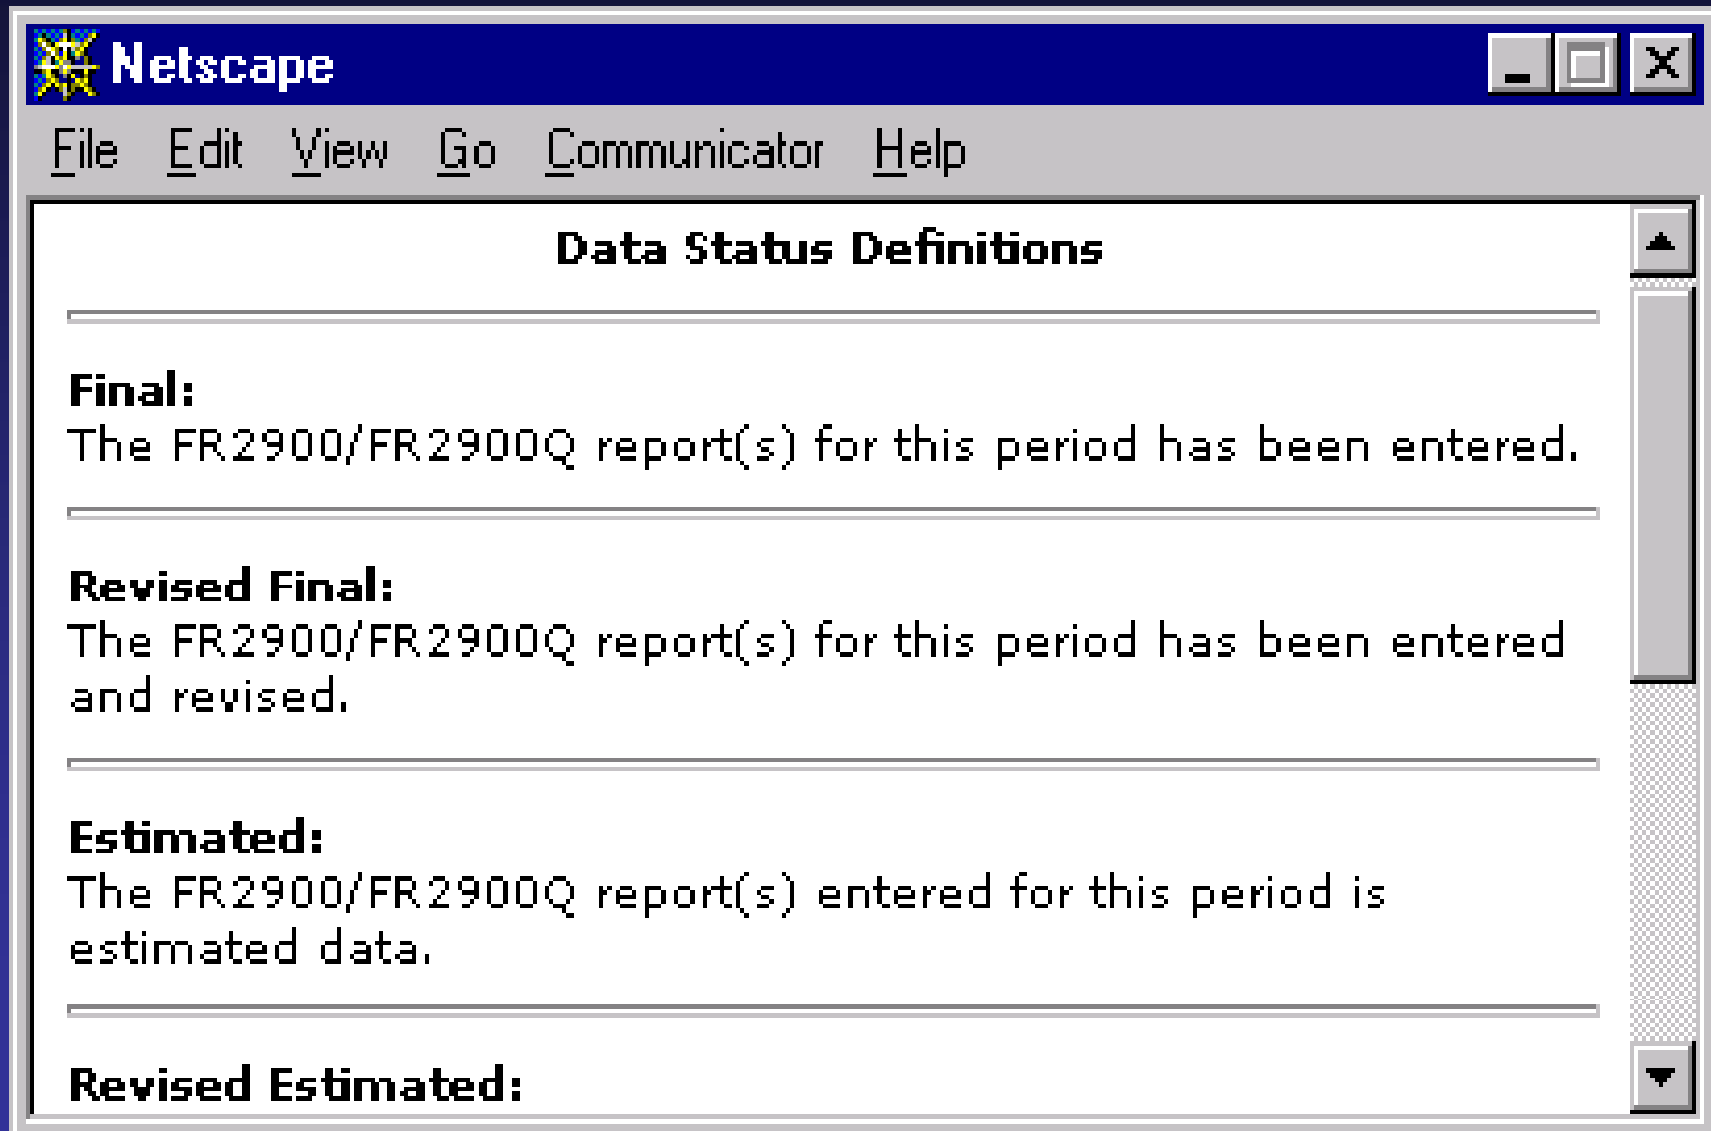 Netscape
File Edit View Go Communicator Help
Data Status Definitions
Final:
The FR2900/FR2900Q report(s) for this period has been entered.
Revised Final:
The FR2900/FR2900Q report(s) for this period has been entered
and revised.
Estimated:
The FR2900/FR2900Q report(s) entered for this period is
estimated data.
Revised Estimated: